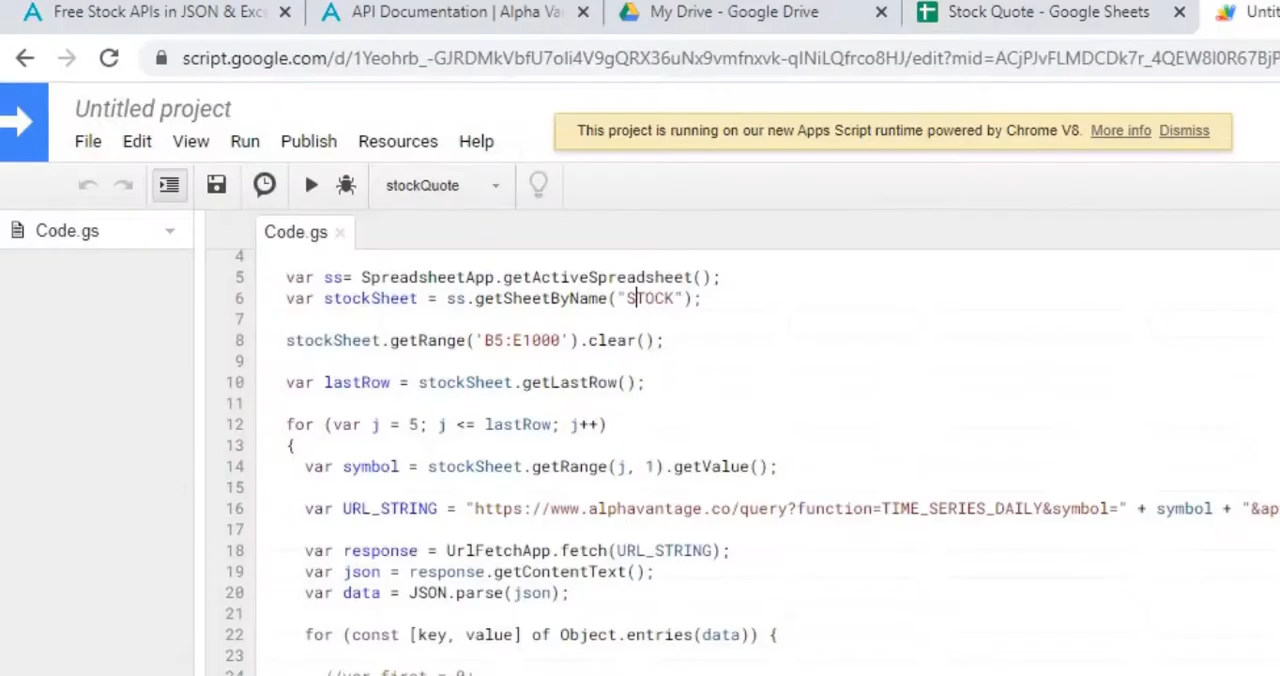 Free Stock APIs in JSON & Exce
API Documentation | Alpha Va
My Drive - Google Drive
Stock Quote - Google Sheets
Untit
script.google.com/d/1Yeohrb_-GJRDMkVbfU7oIi4V9gQRX36uNx9vmfnxvk-qINiLQfrco8HJ/edit?mid=ACjPJvFLMDCDk7r_4QEW8I0R67BjP
Untitled project
File Edit View Run Publish Resources Help
This project is running on our new Apps Script runtime powered by Chrome V8. More info Dismiss
stockQuote
Code.gs
Code.gs
4
5 var ss= SpreadsheetApp.getActiveSpreadsheet();
6 var stockSheet = ss.getSheetByName("STOCK");
7
8 stockSheet.getRange('B5:E1000').clear();
9
10 var lastRow = stockSheet.getLastRow();
11
12 for (var j = 5; j <= lastRow; j++)
13 {
14 var symbol = stockSheet.getRange(j, 1).getValue();
15
16 var URL_STRING = "https://www.alphavantage.co/query?function=TIME_SERIES_DAILY&symbol=" + symbol + "&ap
17
18 var response = UrlFetchApp.fetch(URL_STRING);
19 var json = response.getContentText();
20 var data = JSON.parse(json);
21
22 for (const [key, value] of Object.entries(data)) {
23
24 //var first = 0;